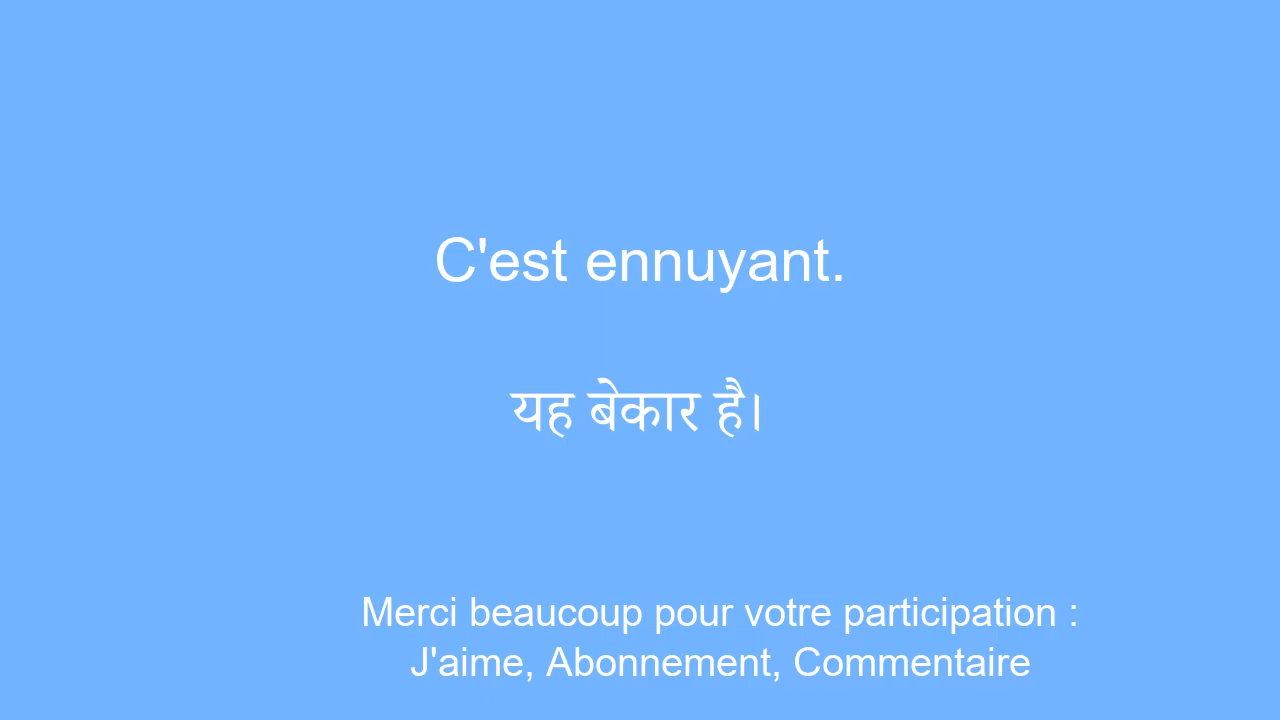 C'est ennuyant.
यह बेकार है।
Merci beaucoup pour votre participation :
J'aime, Abonnement, Commentaire